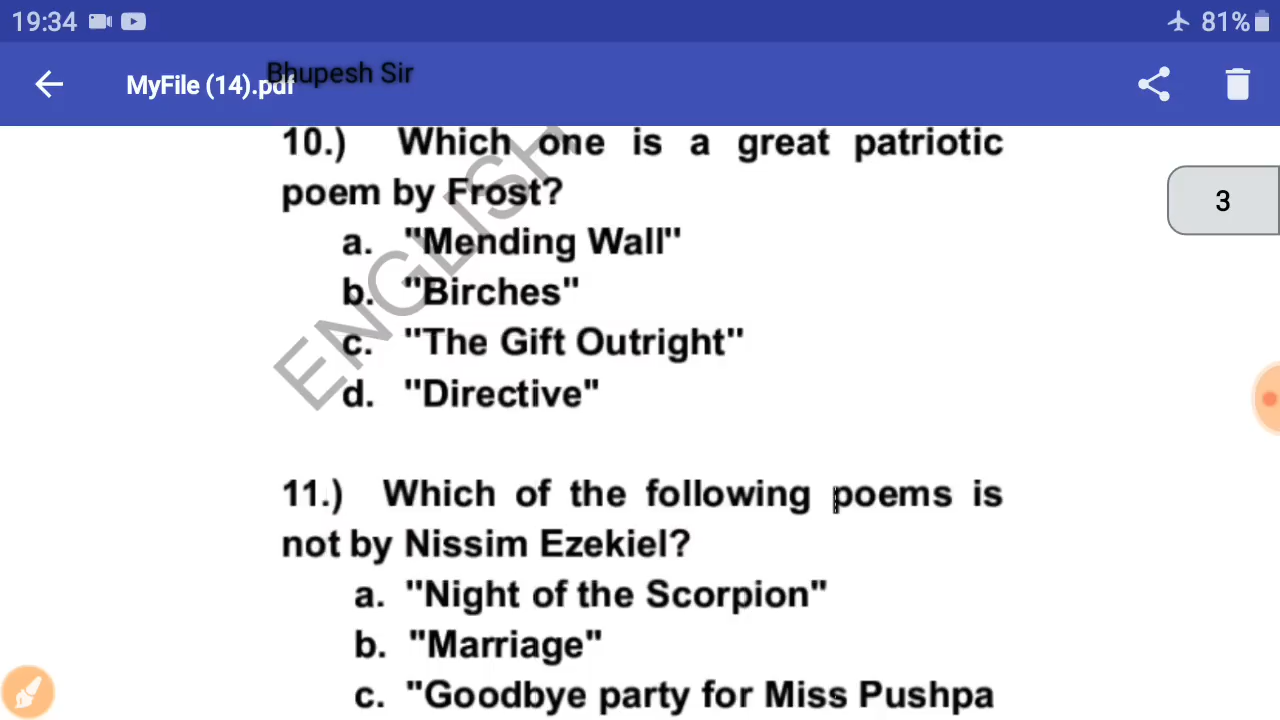 19:34 81%
MyFile (14).pdf Bhupesh Sir
10.) Which one is a great patriotic
poem by Frost?
a. "Mending Wall"
b. "Birches"
c. "The Gift Outright"
d. "Directive"
3
ENGLISH
11.) Which of the following poems is
not by Nissim Ezekiel?
a. "Night of the Scorpion"
b. "Marriage"
c. "Goodbye party for Miss Pushpa